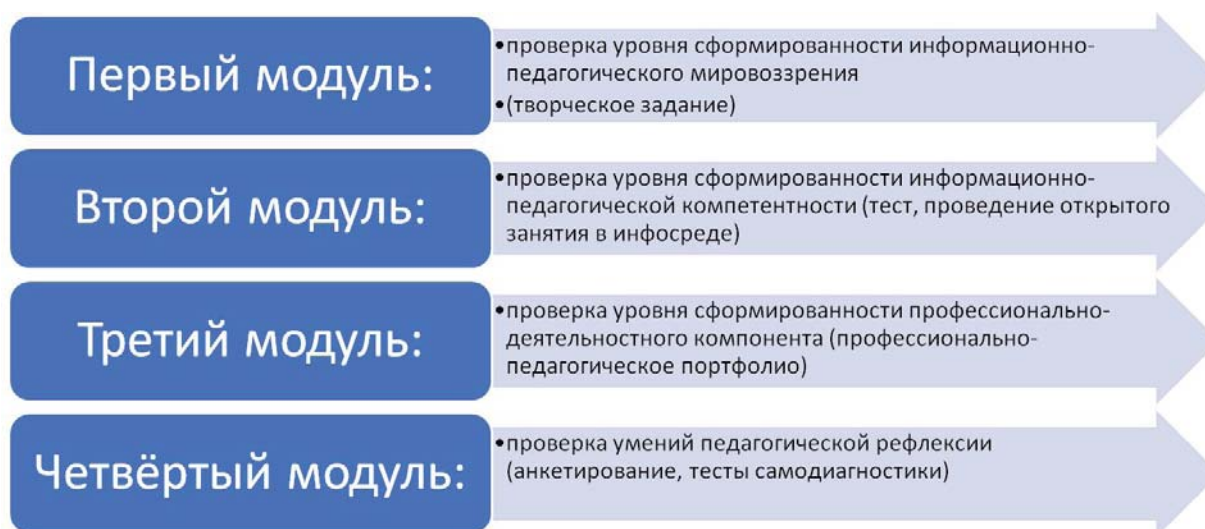 Первый модуль:
•проверка уровня сформированности информационно-
педагогического мировоззрения
•(творческое задание)
Второй модуль:
•проверка уровня сформированности информационно-
педагогической компетентности (тест, проведение открытого
занятия в инфосреде)
Третий модуль:
•проверка уровня сформированности профессионально-
деятельностного компонента (профессионально-
педагогическое портфолио)
Четвёртый модуль:
•проверка умений педагогической рефлексии
(анкетирование, тесты самодиагностики)